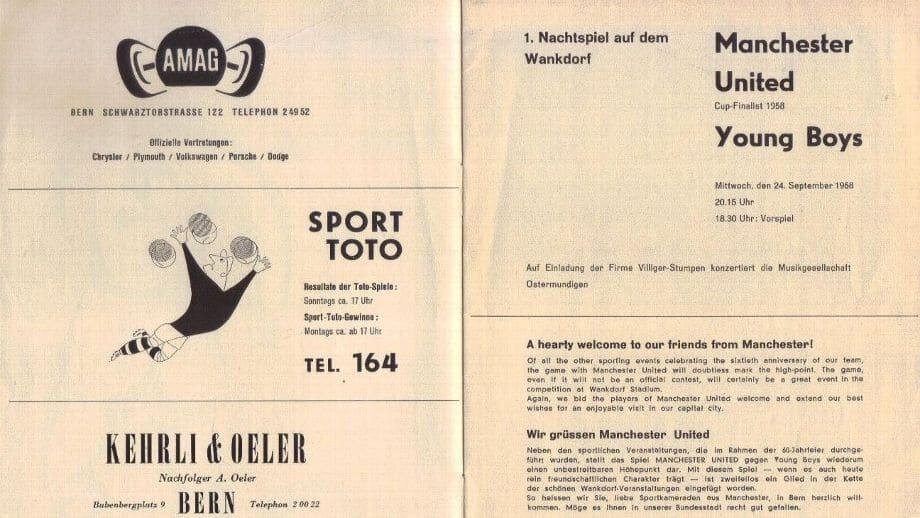 AMAG
BERN SCHWARZTORSTRASSE 122 TELEPHON 2 49 52
Offizielle Vertretungen:
Chrysler / Plymouth / Volkswagen / Porsche / Dodge
SPORT
TOTO
Resultate der Toto-Spiele:
Sonntags ca. 17 Uhr
Sport-Toto-Gewinne:
Montags ca. ab 17 Uhr
TEL. 164
KEHRLI & OELER
Nachfolger A. Oeler
Bubenbergplatz 9 BERN Telephon 2 00 22
1. Nachtspiel auf dem
Wankdorf
Manchester
United
Cup-Finalist 1958
Young Boys
Mittwoch, den 24. September 1958
20.15 Uhr
18.30 Uhr: Vorspiel
Auf Einladung der Firma Villiger-Stumpen konzertiert die Musikgesellschaft
Ostermundigen
A hearty welcome to our friends from Manchester!
Of all the other sporting events celebrating the sixtieth anniversary of our team,
the game with Manchester United will doubtless mark the high-point. The game,
even if it will not be an official contest, will certainly be a great event in the
competition at Wankdorf Stadium.
Again, we bid the players of Manchester United welcome and extend our best
wishes for an enjoyable visit in our capital city.
Wir grüssen Manchester United
Neben den sportlichen Veranstaltungen, die im Rahmen der 60-Jahrfeier durchge-
führt wurden, stellt das Spiel MANCHESTER UNITED gegen Young Boys wiederum
einen unbestreitbaren Höhepunkt dar. Mit diesem Spiel — wenn es auch heute
rein freundschaftlichen Charakter trägt — ist zweifellos ein Glied in der Kette
der schönen Wankdorf-Veranstaltungen eingefügt worden.
So heissen wir Sie, liebe Sportkameraden aus Manchester, in Bern herzlich will-
kommen. Möge es Ihnen in unserer Bundesstadt recht gut gefallen.